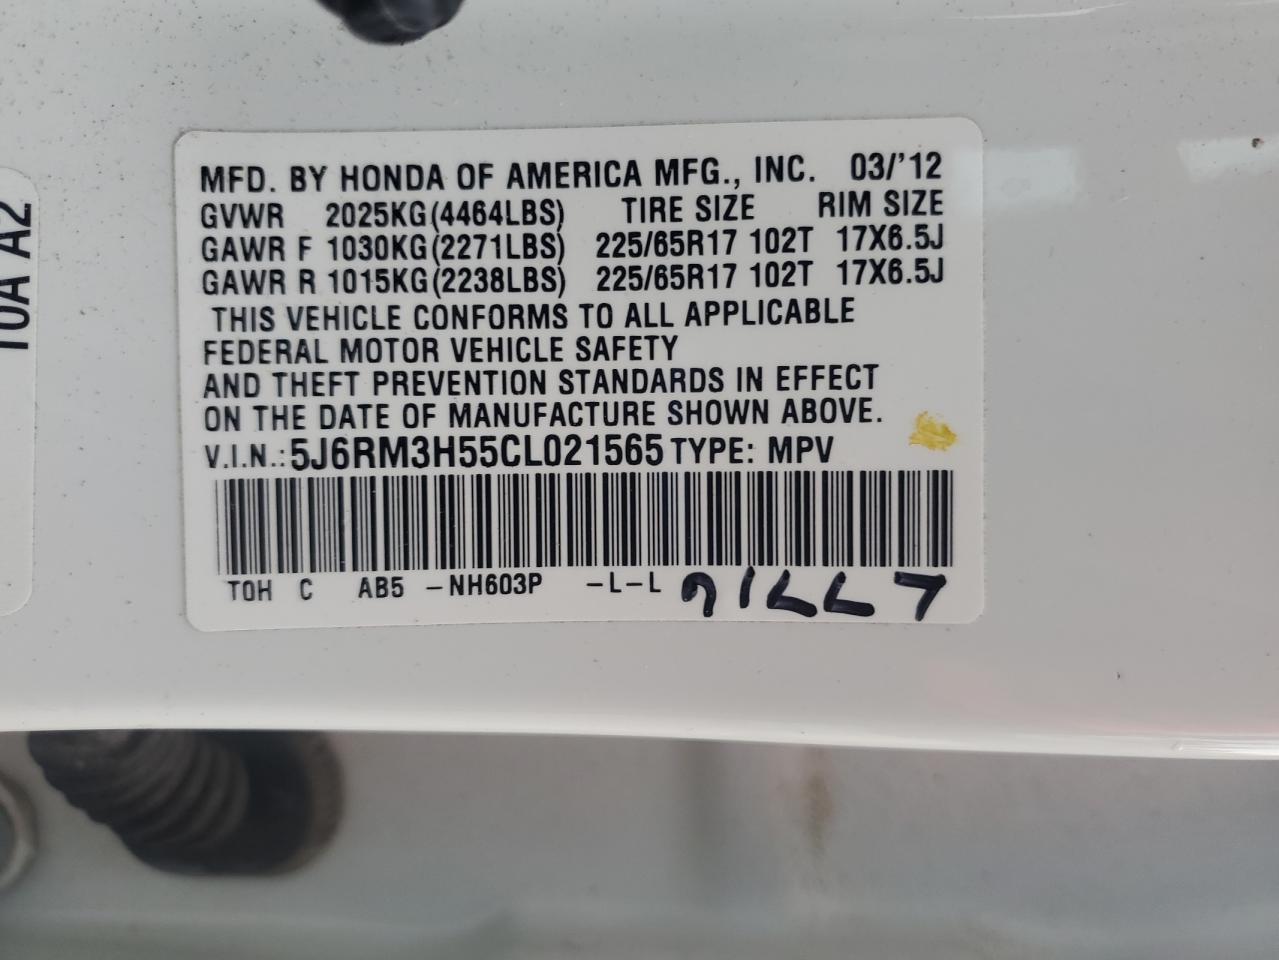 MFD. BY HONDA OF AMERICA MFG., INC. 03/'12
GVWR 2025KG(4464LBS) TIRE SIZE RIM SIZE
GAWR F 1030KG(2271LBS) 225/65R17 102T 17X6.5J
GAWR R 1015KG(2238LBS) 225/65R17 102T 17X6.5J
THIS VEHICLE CONFORMS TO ALL APPLICABLE
FEDERAL MOTOR VEHICLE SAFETY
AND THEFT PREVENTION STANDARDS IN EFFECT
ON THE DATE OF MANUFACTURE SHOWN ABOVE.
V.I.N.: 5J6RM3H55CL021565 TYPE: MPV
TOH C AB5 -NH603P -L-L
A2